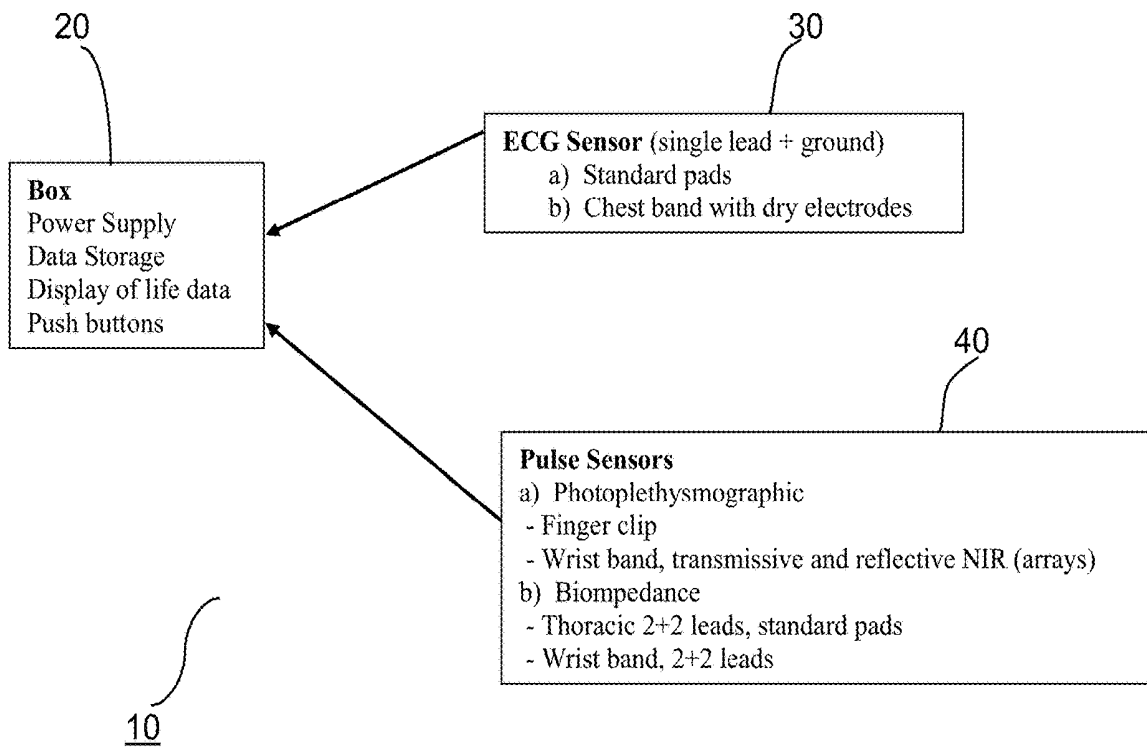 20
30
ECG Sensor (single lead + ground)
a) Standard pads
b) Chest band with dry electrodes
Box
Power Supply
Data Storage
Display of life data
Push buttons
40
Pulse Sensors
a) Photoplethysmographic
- Finger clip
- Wrist band, transmissive and reflective NIR (arrays)
b) Biompedance
- Thoracic 2+2 leads, standard pads
- Wrist band, 2+2 leads
10